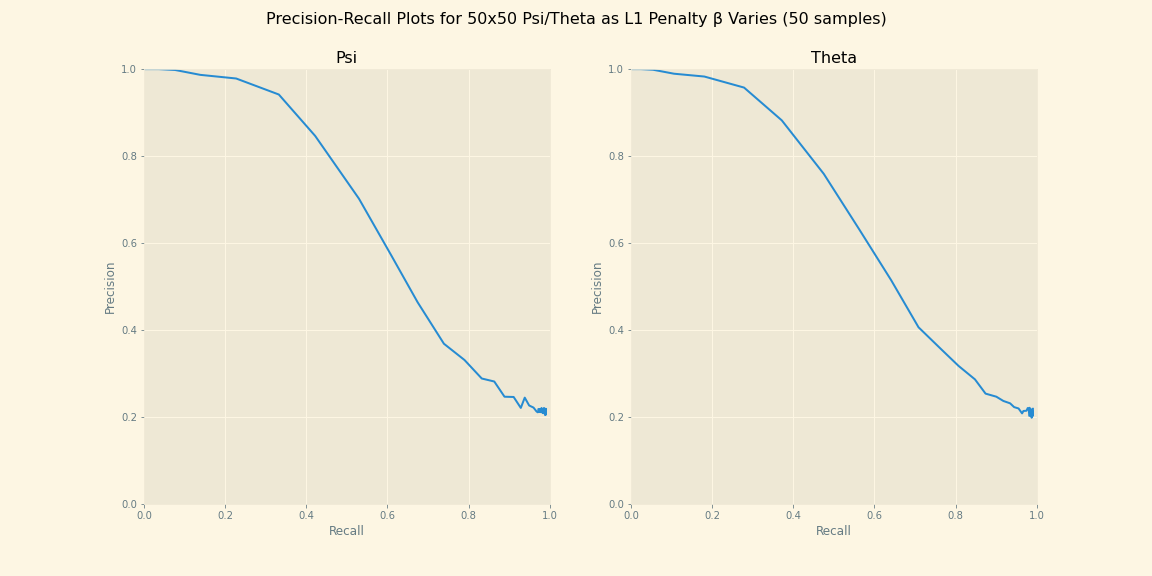 Precision-Recall Plots for 50x50 Psi/Theta as L1 Penalty β Varies (50 samples)
Psi
1.0
0.8
0.6
0.4
0.2
0.0
Precision
0.0 0.2 0.4 0.6 0.8 1.0
Recall
Theta
1.0
0.8
0.6
0.4
0.2
0.0
Precision
0.0 0.2 0.4 0.6 0.8 1.0
Recall